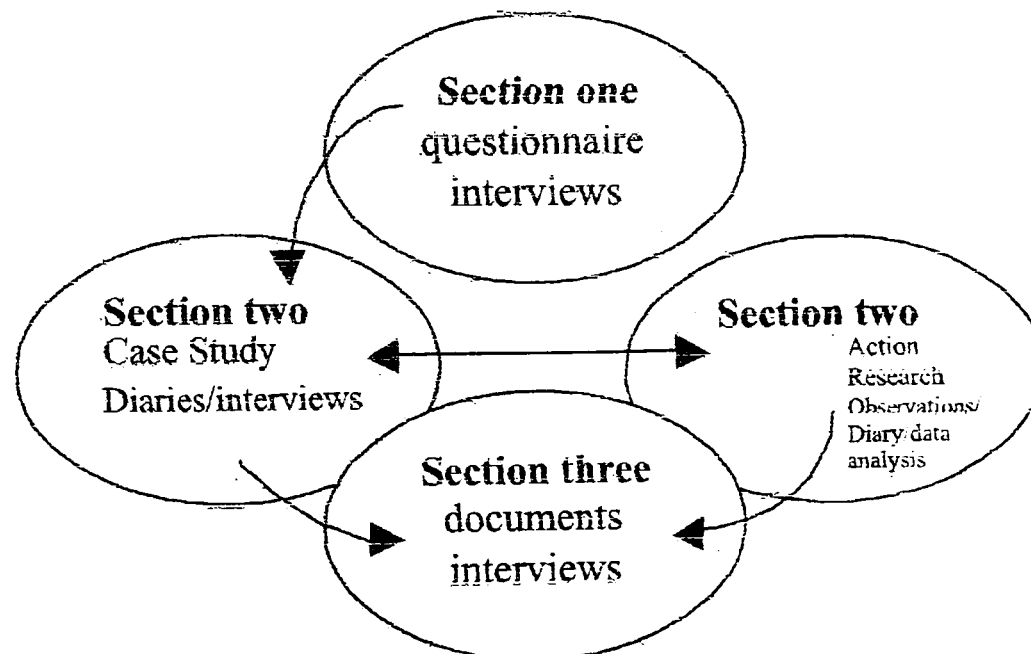 Section one
questionnaire
interviews
Section two
Case Study
Diaries/interviews
Section two
Action
Research
Observations/
Diary/data
analysis
Section three
documents
interviews